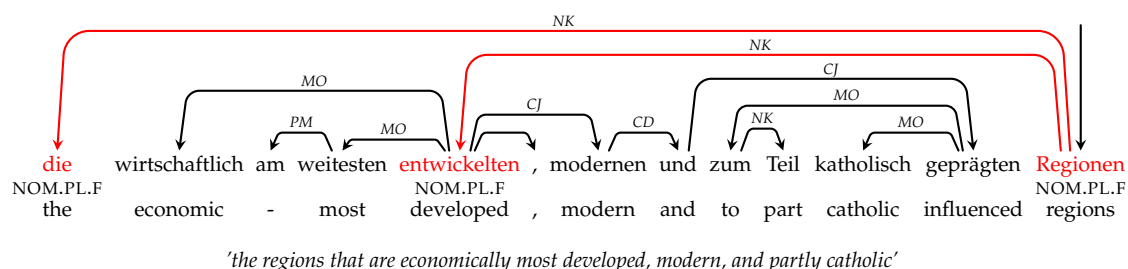 NK
NK
MO CJ
CJ MO
PM MO CD NK MO
die wirtschaftlich am weitesten entwickelten , modernen und zum Teil katholisch geprägten Regionen
NOM.PL.F NOM.PL.F NOM.PL.F
the economic - most developed , modern and to part catholic influenced regions
'the regions that are economically most developed, modern, and partly catholic'